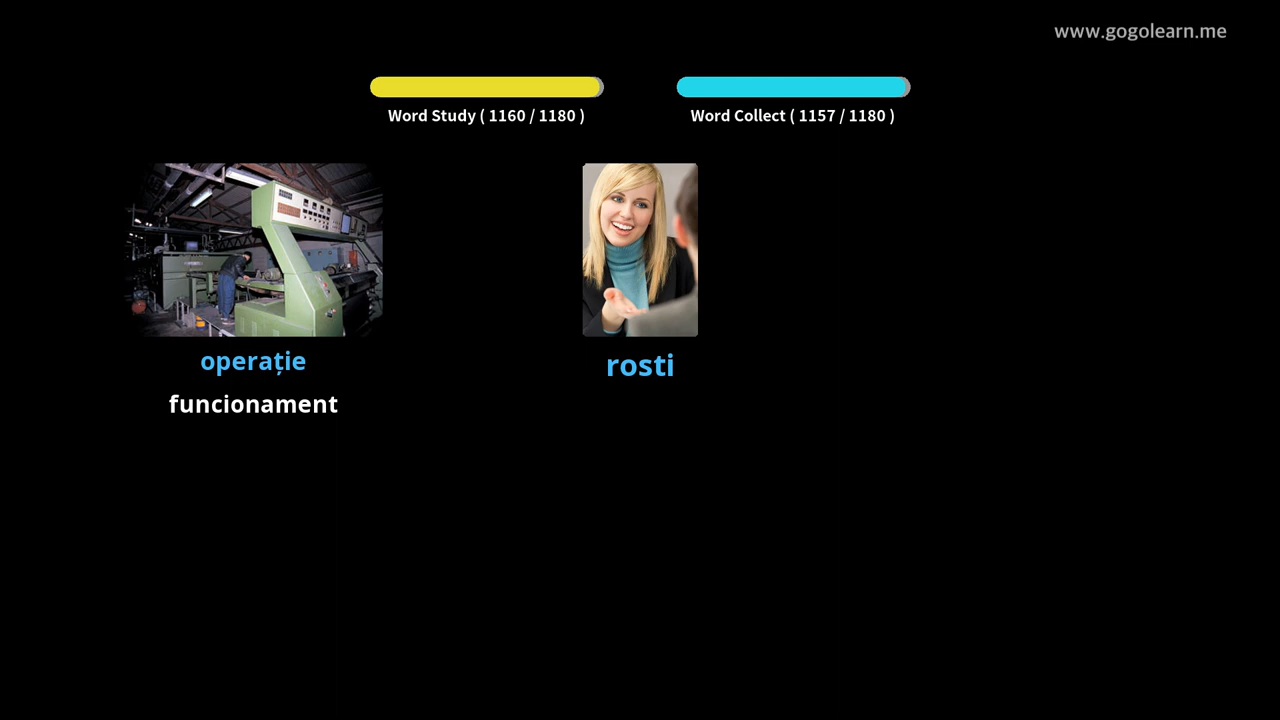 www.gogolearn.me
Word Study ( 1160 / 1180 )
Word Collect ( 1157 / 1180 )
operație
funcionament
rosti